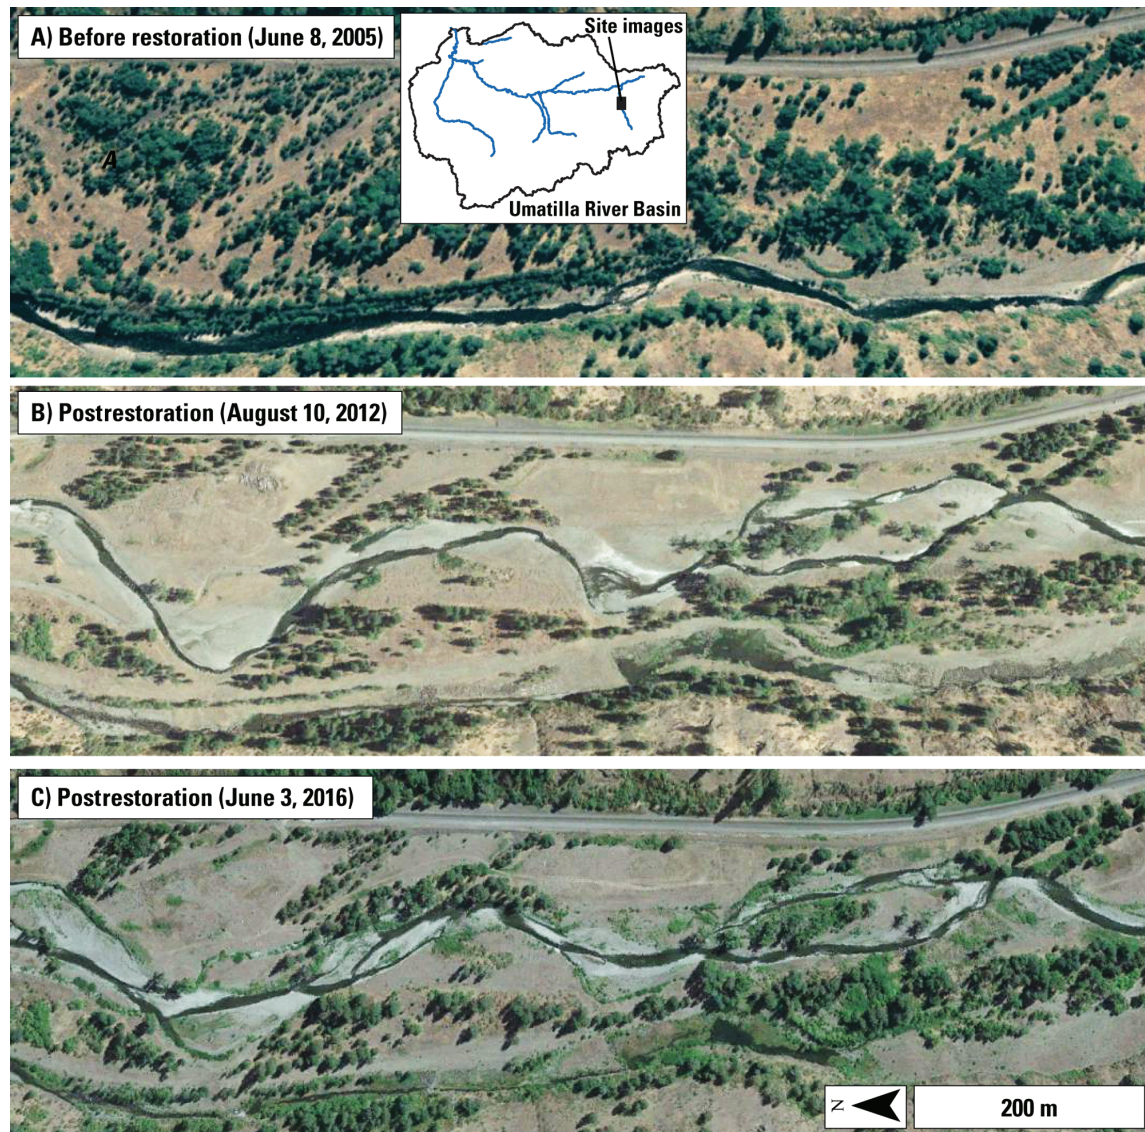 A) Before restoration (June 8, 2005)
Site images
A
Umatilla River Basin
B) Postrestoration (August 10, 2012)
C) Postrestoration (June 3, 2016)
N
200 m